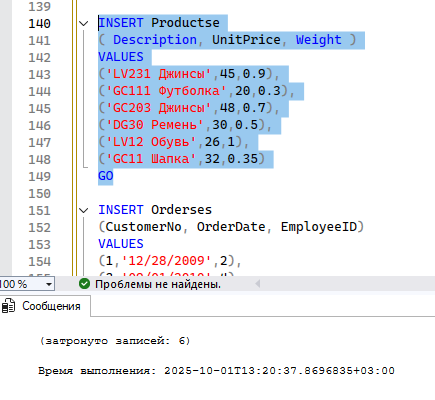 139
140 INSERT Productse
141 ( Description, UnitPrice, Weight )
142 VALUES
143 ('LV231 Джинсы',45,0.9),
144 ('GC111 Футболка',20,0.3),
145 ('GC203 Джинсы',48,0.7),
146 ('DG30 Ремень',30,0.5),
147 ('LV12 Обувь',26,1),
148 ('GC11 Шапка',32,0.35)
149 GO
150
151 INSERT Orderses
152 (CustomerNo, OrderDate, EmployeeID)
153 VALUES
154 (1,'12/28/2009',2),
100 %
Проблемы не найдены.
Сообщения
(затронуто записей: 6)
Время выполнения: 2025-10-01T13:20:37.8696835+03:00